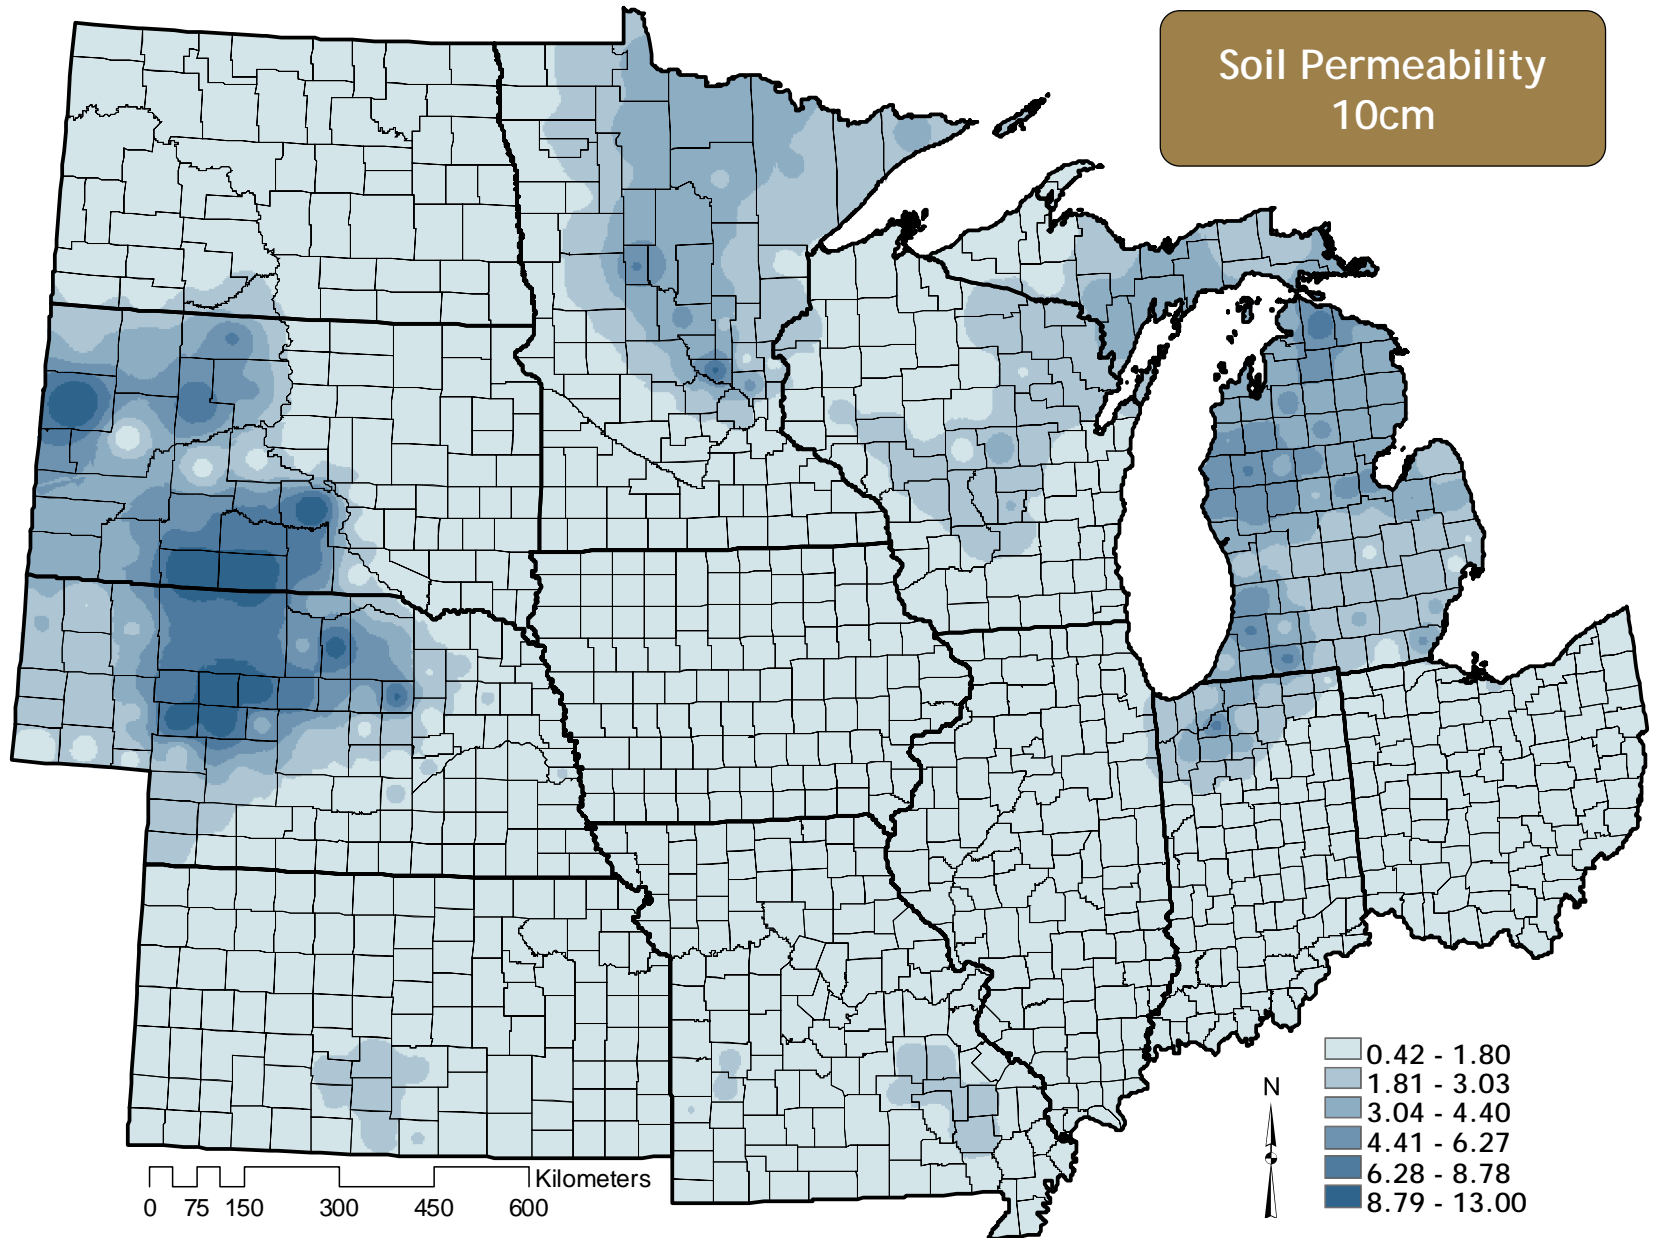 Soil Permeability
10cm
N
0.42 - 1.80
1.81 - 3.03
3.04 - 4.40
4.41 - 6.27
6.28 - 8.78
8.79 - 13.00
Kilometers
0 75 150 300 450 600